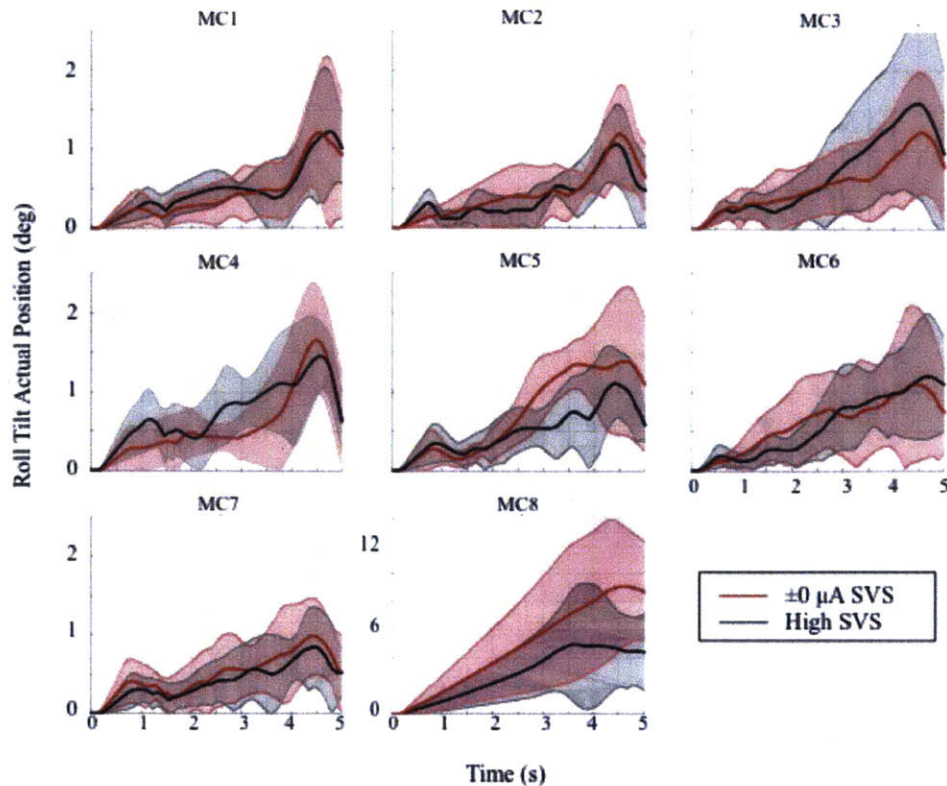 MC1 MC2 MC3
2
1
0
MC4 MC5 MC6
2
1
0
0 1 2 3 4 5
MC7 MC8
2
1
0
12
6
0
0 1 2 3 4 5
0 1 2 3 4 5
±0 µA SVS
High SVS
Roll Tilt Actual Position (deg)
Time (s)